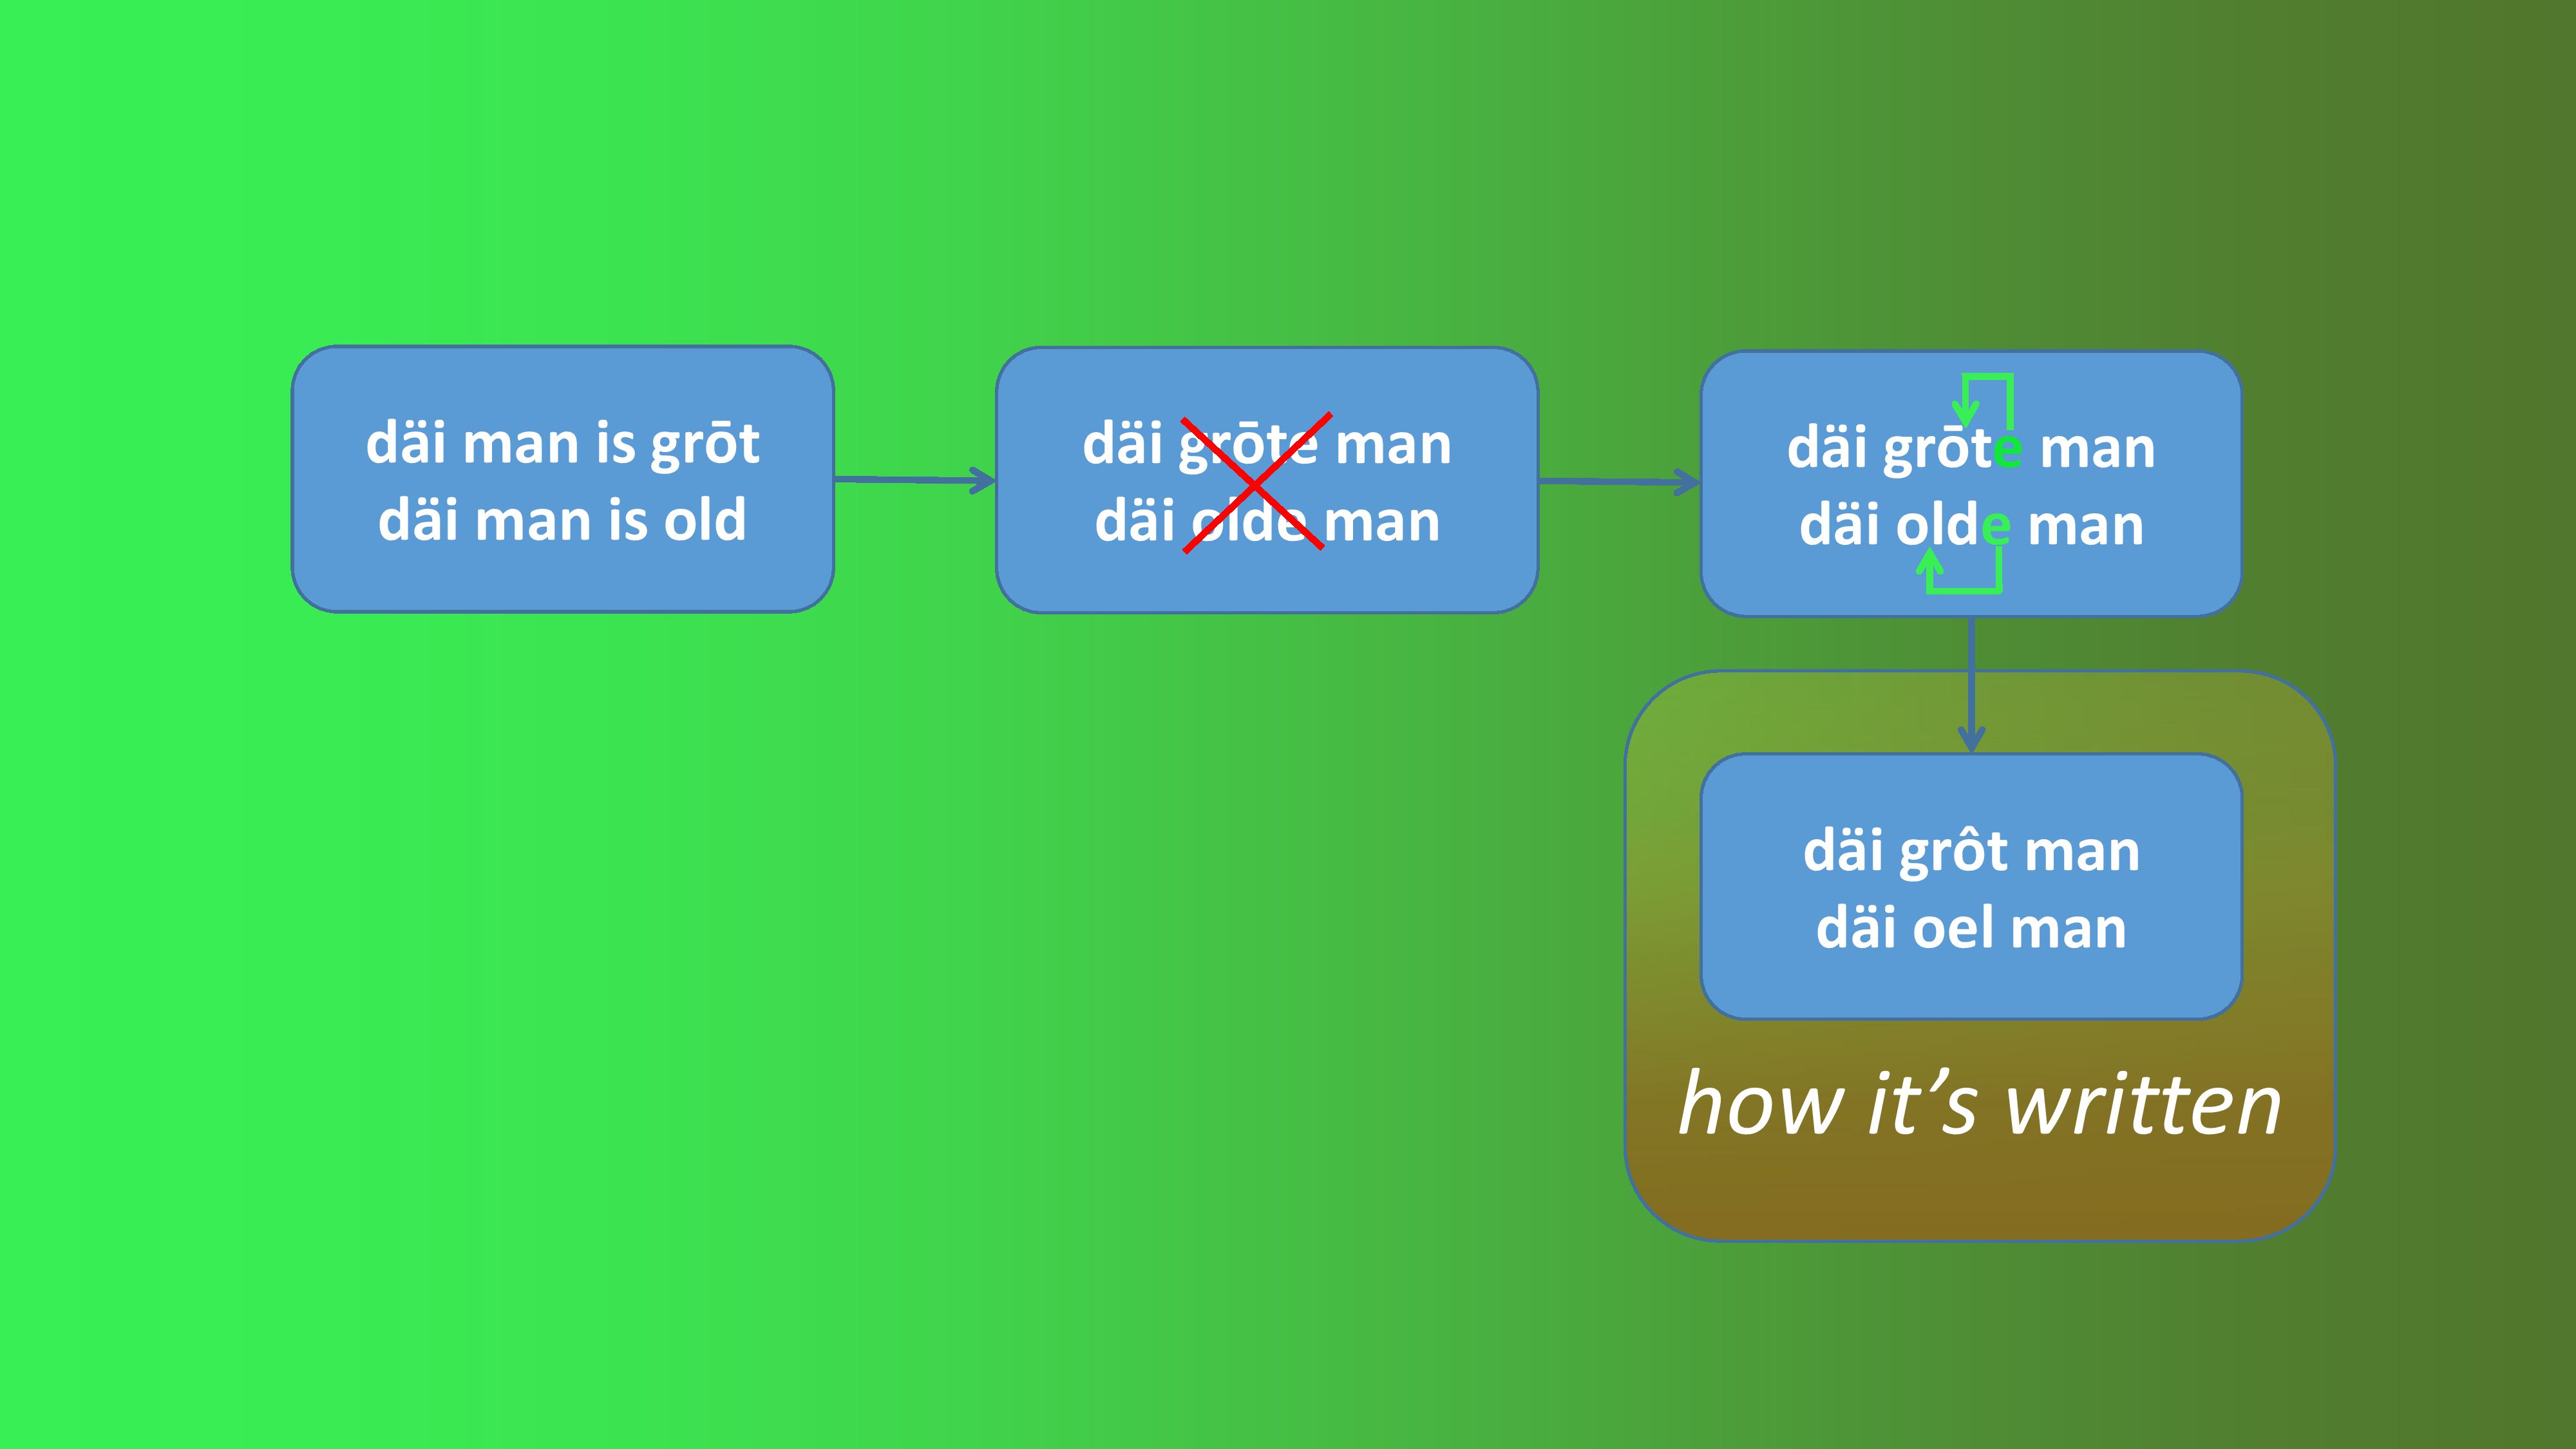 däi man is grōt
däi man is old
däi grōte man
däi olde man
däi grōte man
däi olde man
däi grôt man
däi oel man
how it’s written